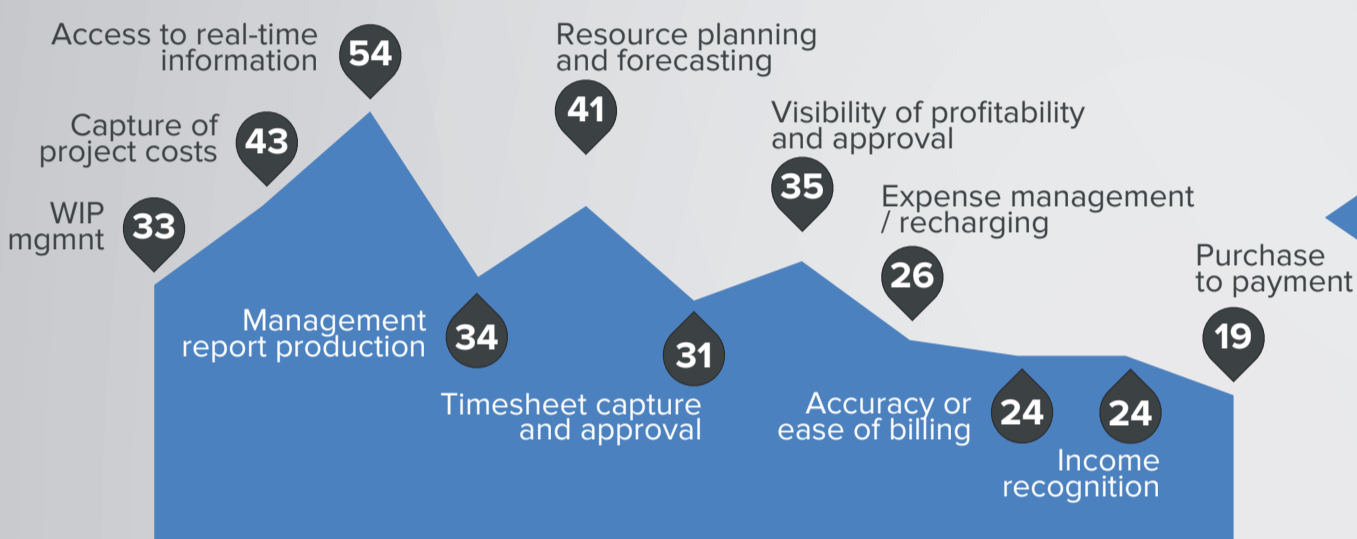 Access to real-time
information
54
Capture of
project costs
43
WIP
mgmnt
33
Management
report production
34
Resource planning
and forecasting
41
Timesheet capture
and approval
31
Visibility of profitability
and approval
35
Expense management
/ recharging
26
Accuracy or
ease of billing
24
24
Income
recognition
Purchase
to payment
19